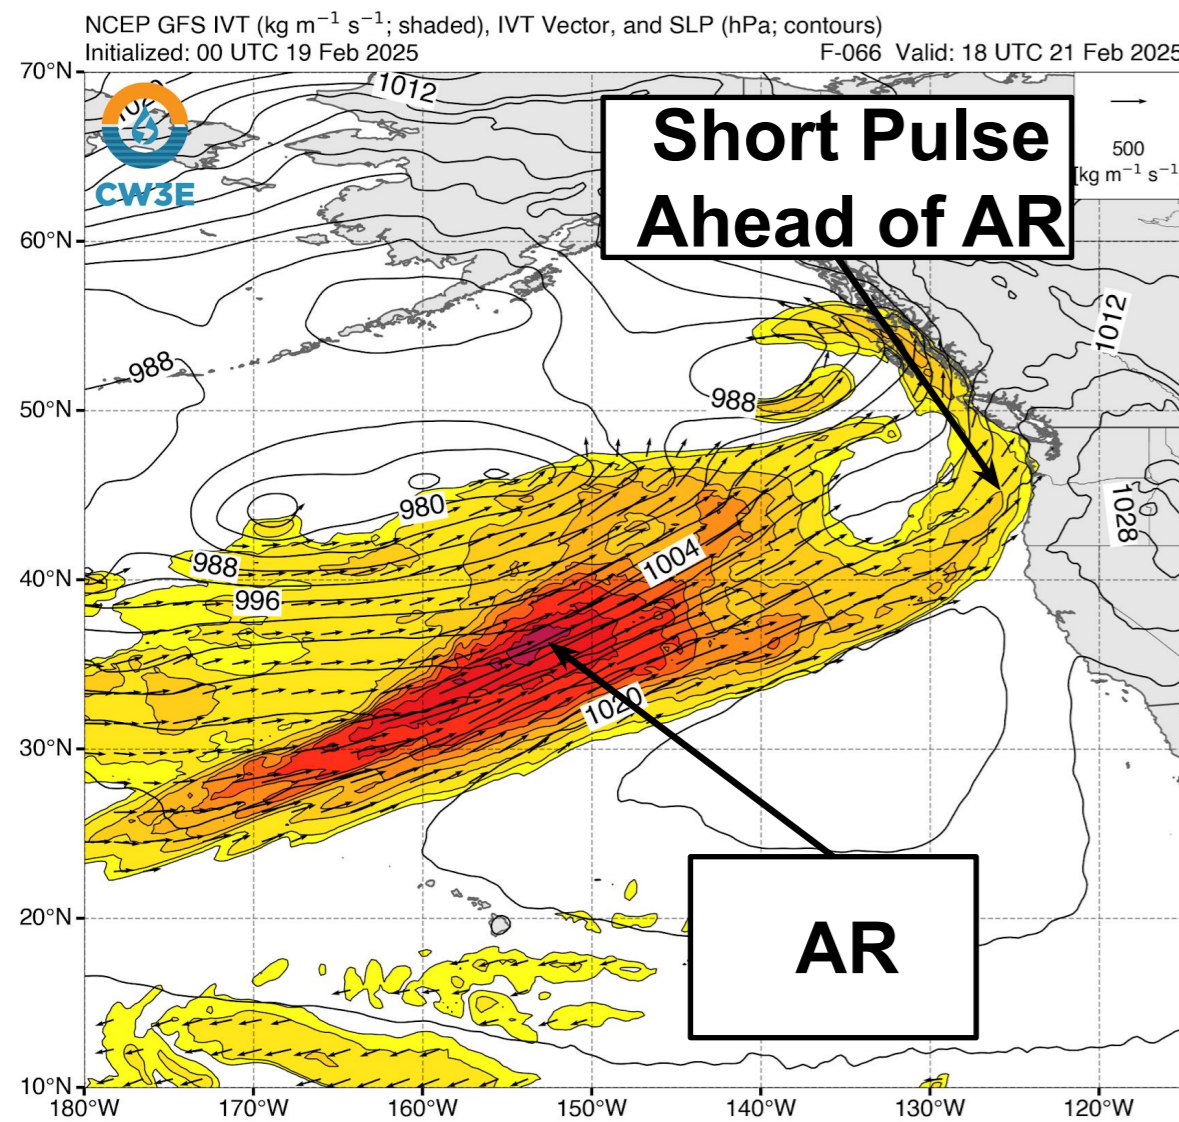 NCEP GFS IVT (kg m⁻¹ s⁻¹; shaded), IVT Vector, and SLP (hPa; contours)
Initialized: 00 UTC 19 Feb 2025
F-066 Valid: 18 UTC 21 Feb 2025
70°N
1012
CW3E
Short Pulse
Ahead of AR
500
[kg m⁻¹ s⁻¹
60°N
1012
988
988
50°N
980
1028
988
1004
40°N
996
1020
30°N
20°N
AR
10°N
180°W
170°W
160°W
150°W
140°W
130°W
120°W